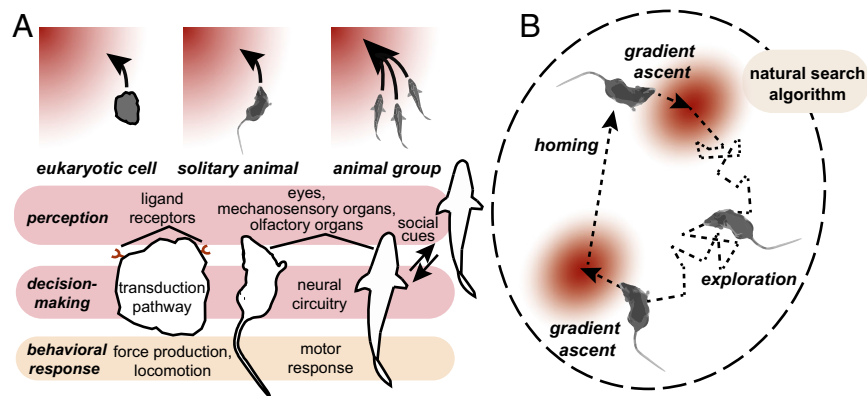 A
eukaryotic cell
solitary animal
animal group
perception
ligand
receptors
eyes,
mechanosensory organs,
olfactory organs
social
cues
decision-
making
transduction
pathway
neural
circuitry
behavioral
response
force production,
locomotion
motor
response
B
gradient
ascent
natural search
algorithm
homing
exploration
gradient
ascent